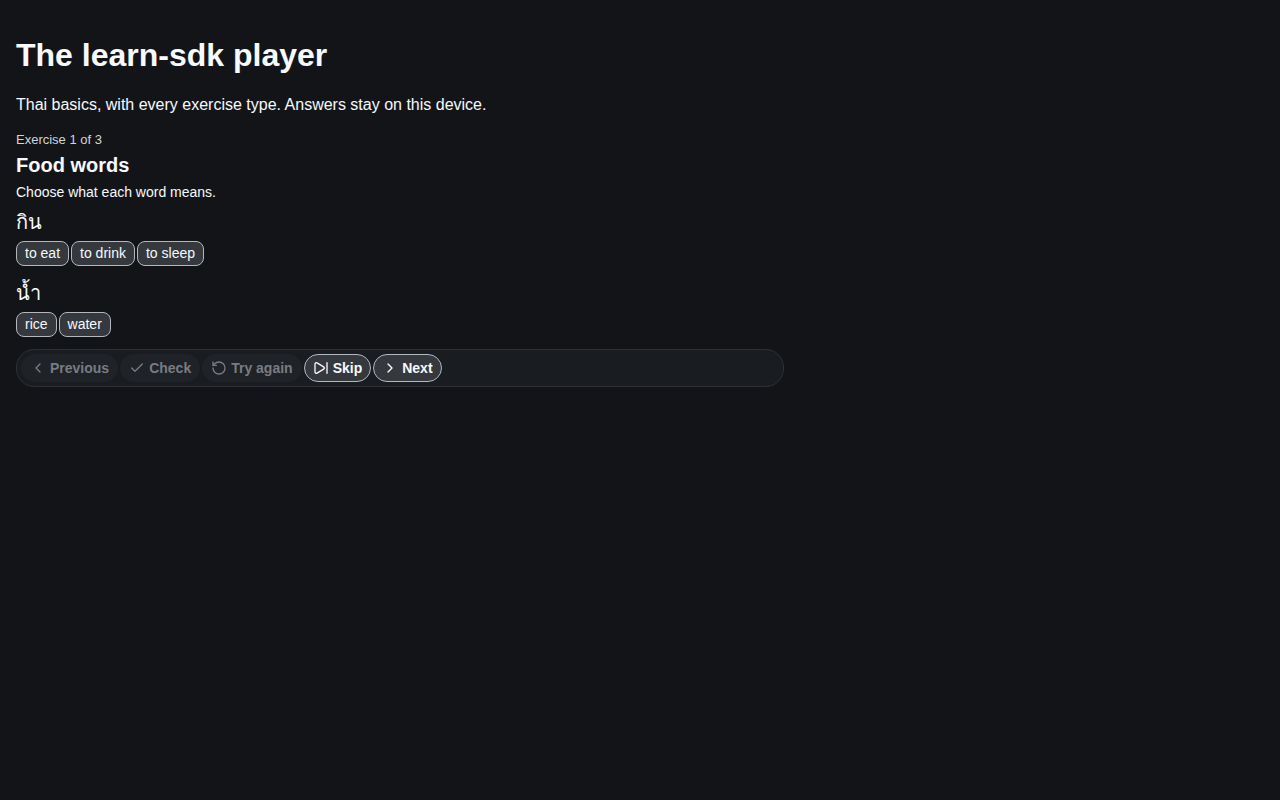 The learn-sdk player
Thai basics, with every exercise type. Answers stay on this device.
Exercise 1 of 3
Food words
Choose what each word means.
กิน
to eat to drink to sleep
น้ำ
rice water
Previous Check Try again Skip Next